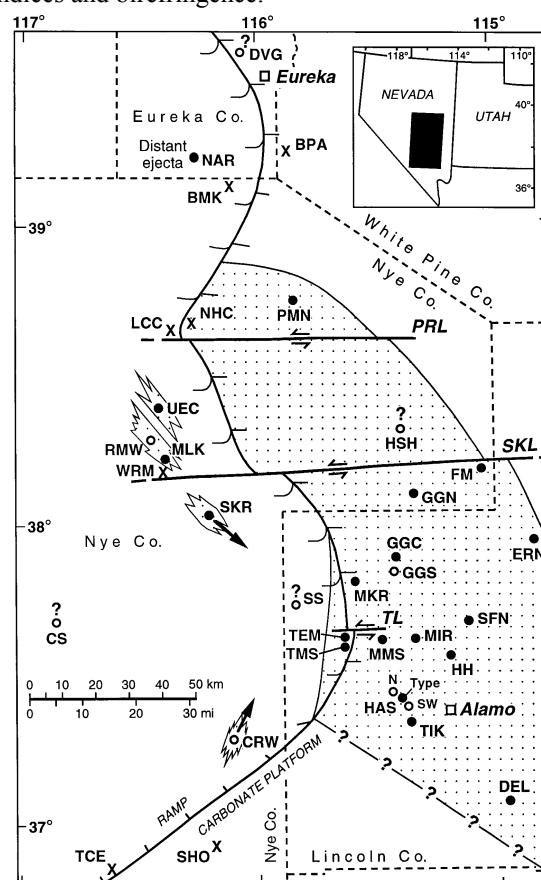 ndices and birefringence.
37°
116°
115°
?
DVG
Eureka
118°
114°
110°
NEVADA
UTAH
40°
36°
Eureka Co.
Distant
ejecta
NAR
BPA
BMK
39°
White Pine Co.
Nye Co.
PMN
NHC
LCC
PRL
UEC
?
HSH
RMW
MLK
WRM
SKL
FM
GGN
SKR
38°
Nye Co.
ERN
GGC
GGS
MKR
?
SS
?
CS
TL
SFN
TEM
TMS
MMS
MIR
HH
0 10 20 30 40 50 km
0 10 20 30 mi
N
Type
HAS
SW
Alamo
TIK
CRW
?
?
?
?
?
DEL
RAMP
CARBONATE PLATFORM
37°
Nye Co.
Lincoln Co.
TCE
SHO